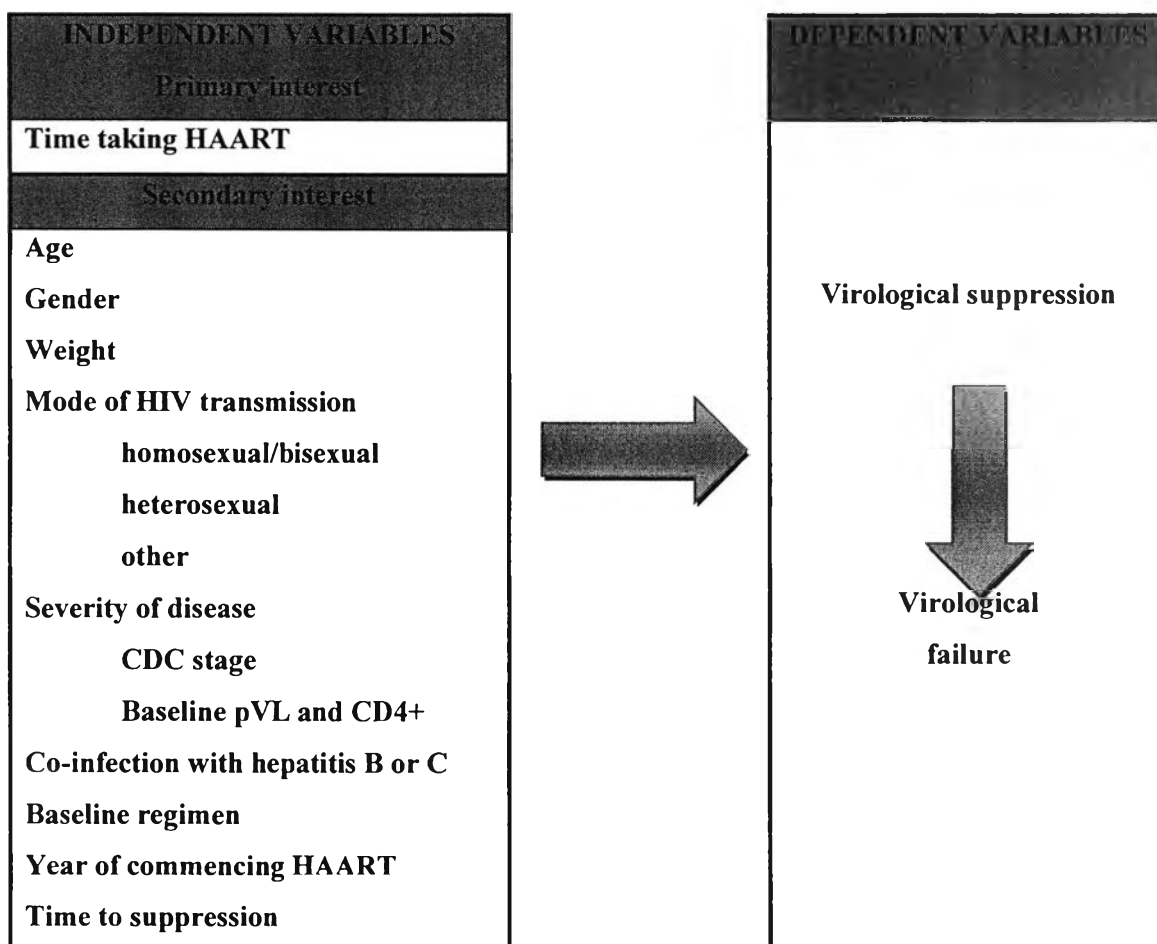 INDEPENDENT VARIABLES
Primary interest
Time taking HAART
Secondary interest
Age
Gender
Weight
Mode of HIV transmission
homosexual/bisexual
heterosexual
other
Severity of disease
CDC stage
Baseline pVL and CD4+
Co-infection with hepatitis B or C
Baseline regimen
Year of commencing HAART
Time to suppression
DEPENDENT VARIABLES
Virological suppression
Virological
failure